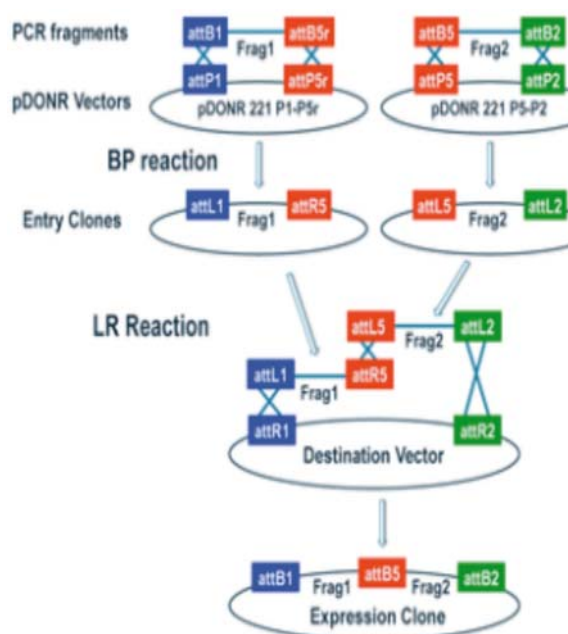 PCR fragments
attB1
attB5r
attB5
attB2
Frag1
Frag2
attP1
attP5r
attP5
attP2
pDONR Vectors
pDONR 221 P1-P5r
pDONR 221 P5-P2
BP reaction
attL1
attR5
attL5
attL2
Entry Clones
Frag1
Frag2
LR Reaction
attL5
attL2
Frag2
attL1
attR5
Frag1
attR1
attR2
Destination Vector
attB1
attB5
attB2
Frag1
Frag2
Expression Clone